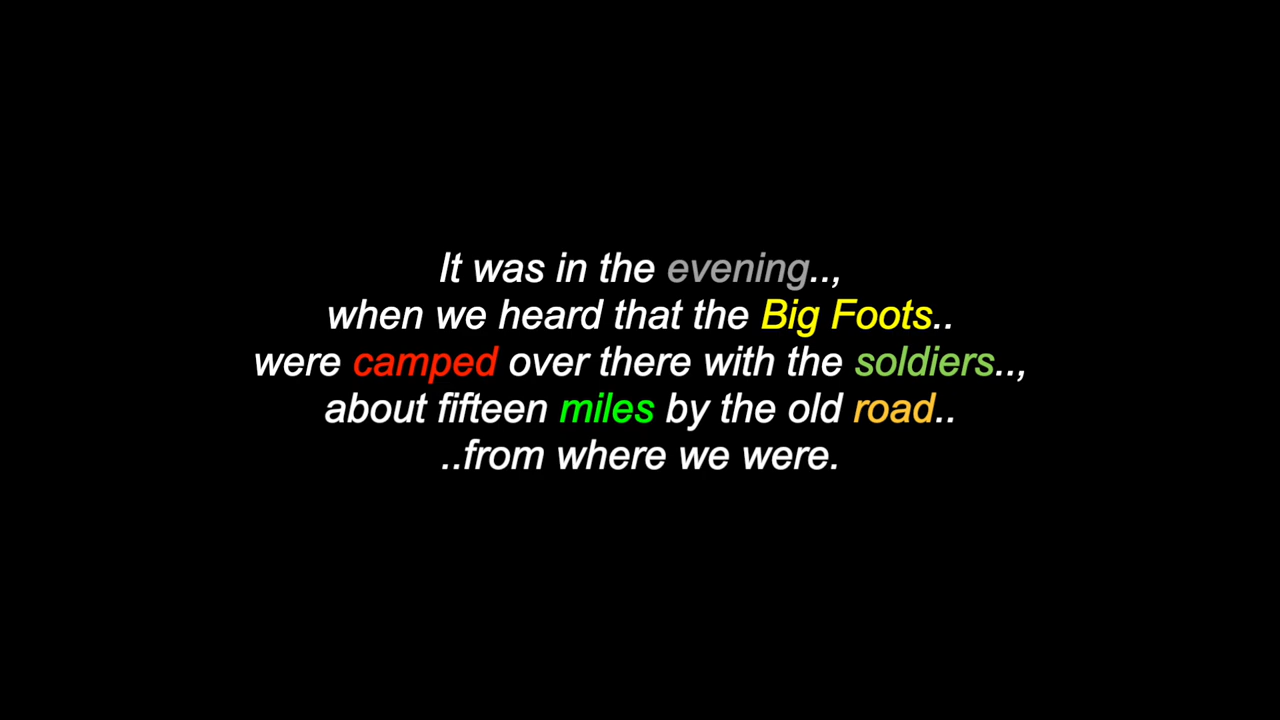 It was in the evening..,
when we heard that the Big Foots..
were camped over there with the soldiers..,
about fifteen miles by the old road..
..from where we were.